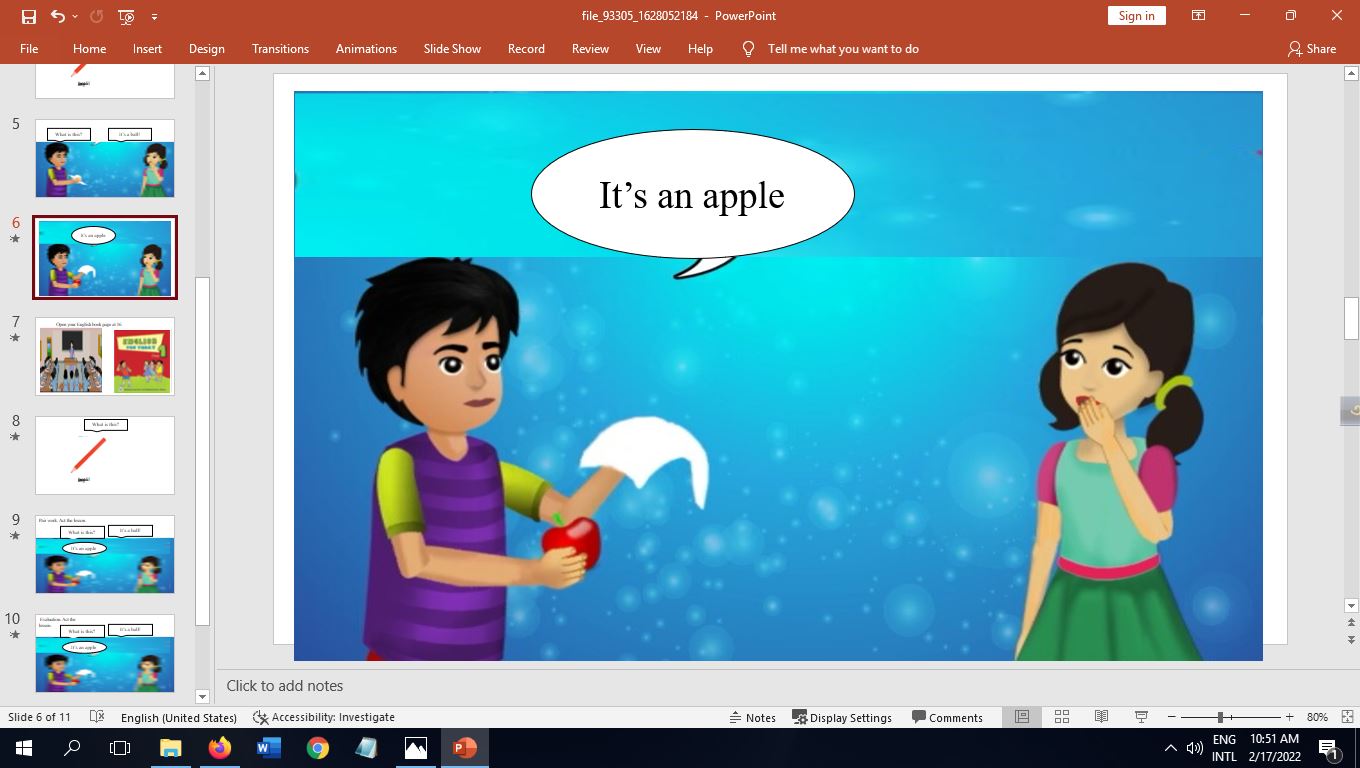 file_93305_1628052184 - PowerPoint
Sign in
File Home Insert Design Transitions Animations Slide Show Record Review View Help Tell me what you want to do
Share
5
What is this?
It's a ball!
6
It's an apple
7
Open your English book page at 36.
ENGLISH
FOR TODAY
8
What is this?
9
Pair work. Act the lesson.
What is this?
It's a ball!
It's an apple
10
Evaluation. Act the
lesson.
What is this?
It's a ball!
It's an apple
It’s an apple
Click to add notes
Slide 6 of 11 English (United States) Accessibility: Investigate Notes Display Settings Comments 80%
ENG 10:51 AM
INTL 2/17/2022
1